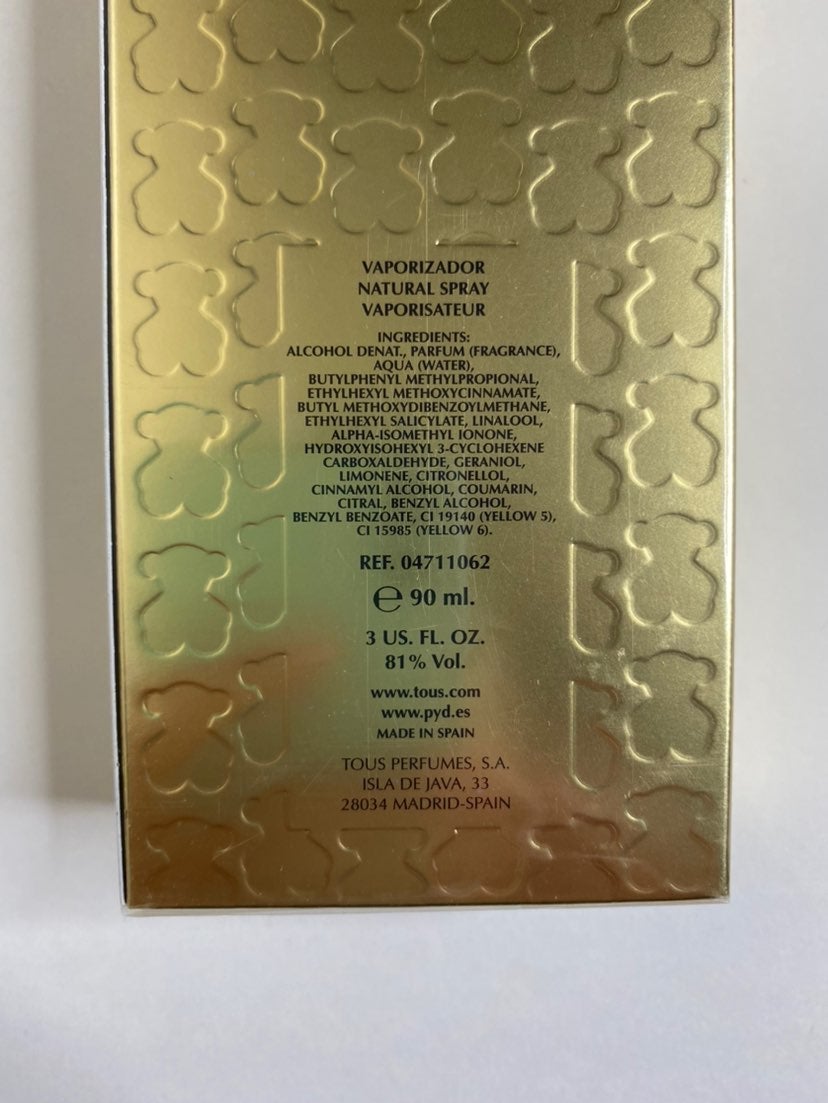 VAPORIZADOR
NATURAL SPRAY
VAPORISATEUR
INGREDIENTS:
ALCOHOL DENAT., PARFUM (FRAGRANCE),
AQUA (WATER),
BUTYLPHENYL METHYLPROPIONAL,
ETHYLHEXYL METHOXYCINNAMATE,
BUTYL METHOXYDIBENZOYLMETHANE,
ETHYLHEXYL SALICYLATE, LINALOOL,
ALPHA-ISOMETHYL IONONE,
HYDROXYISOHEXYL 3-CYCLOHEXENE
CARBOXALDEHYDE, GERANIOL,
LIMONENE, CITRONELLOL,
CINNAMYL ALCOHOL, COUMARIN,
CITRAL, BENZYL ALCOHOL,
BENZYL BENZOATE, CI 19140 (YELLOW 5),
CI 15985 (YELLOW 6).
REF. 04711062
℮ 90 ml.
3 US. FL. OZ.
81% Vol.
www.tous.com
www.pyd.es
MADE IN SPAIN
TOUS PERFUMES, S.A.
ISLA DE JAVA, 33
28034 MADRID-SPAIN